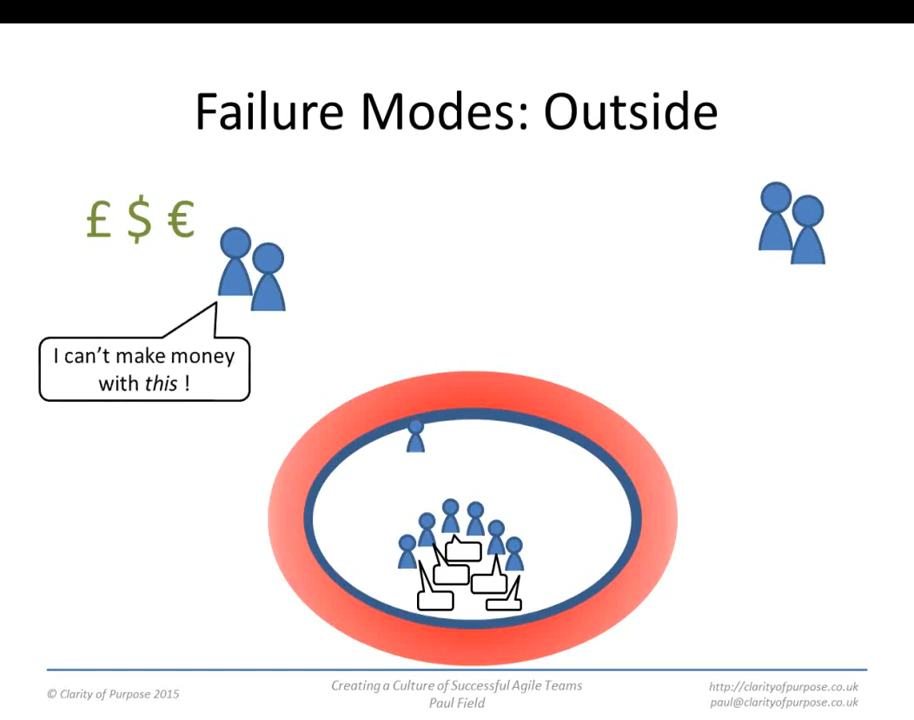 Failure Modes: Outside
£ $ €
I can't make money
with this !
© Clarity of Purpose 2015
Creating a Culture of Successful Agile Teams
Paul Field
http://clarityofpurpose.co.uk
paul@clarityofpurpose.co.uk